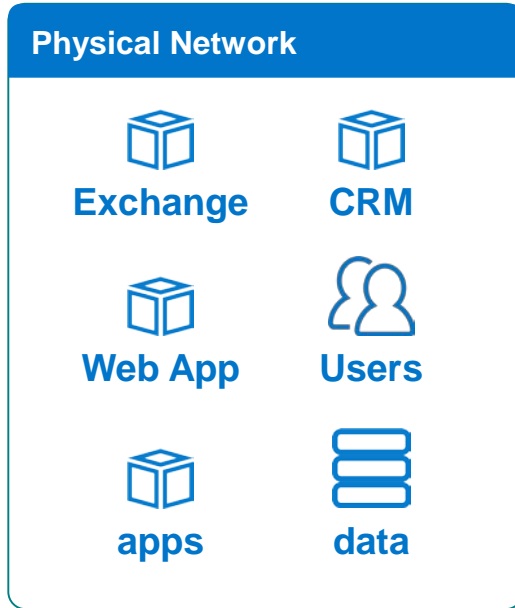 Physical Network
Exchange CRM
Web App Users
apps data